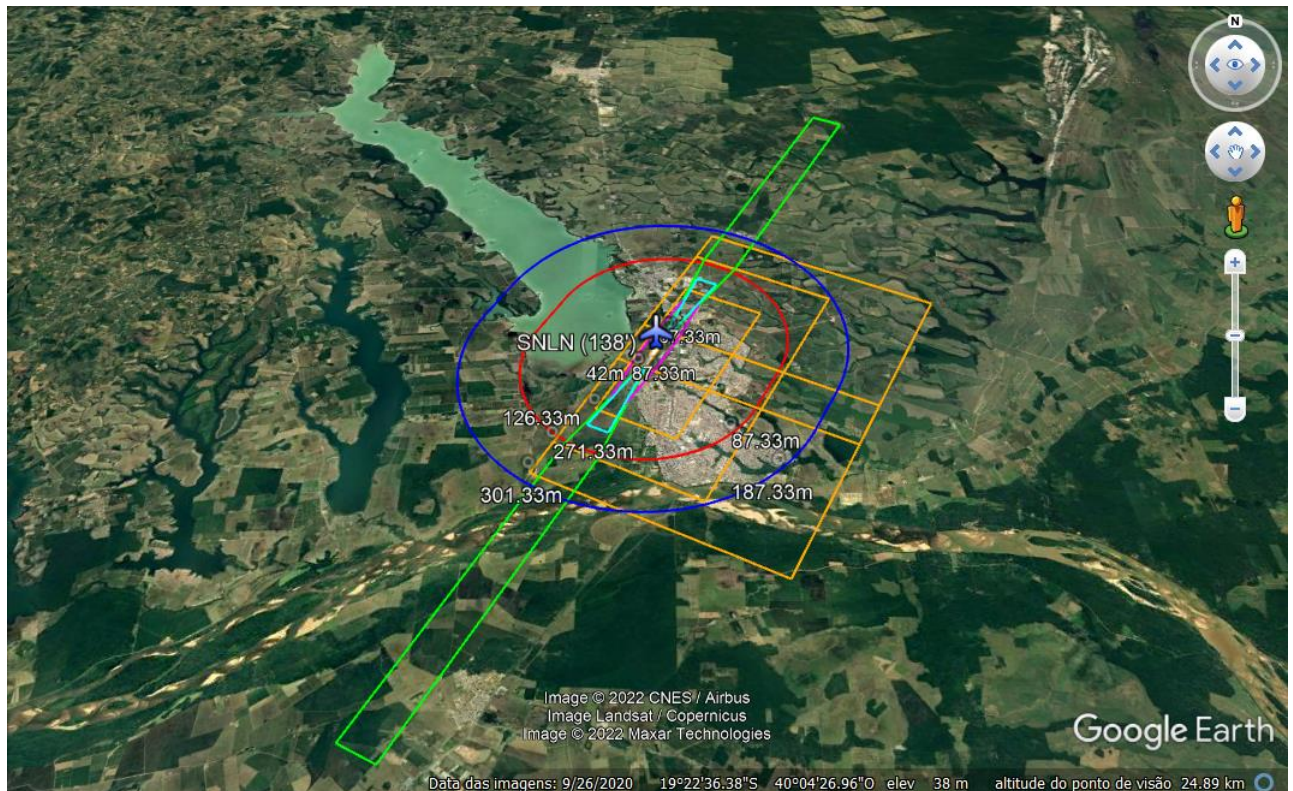 N
SNLN (138')
87.33m
42m
87.33m
126.33m
271.33m
87.33m
301.33m
187.33m
Image © 2022 CNES / Airbus
Image Landsat / Copernicus
Image © 2022 Maxar Technologies
Google Earth
Data das imagens: 9/26/2020 19°22'36.38"S 40°04'26.96"O elev 38 m altitude do ponto de visão 24.89 km